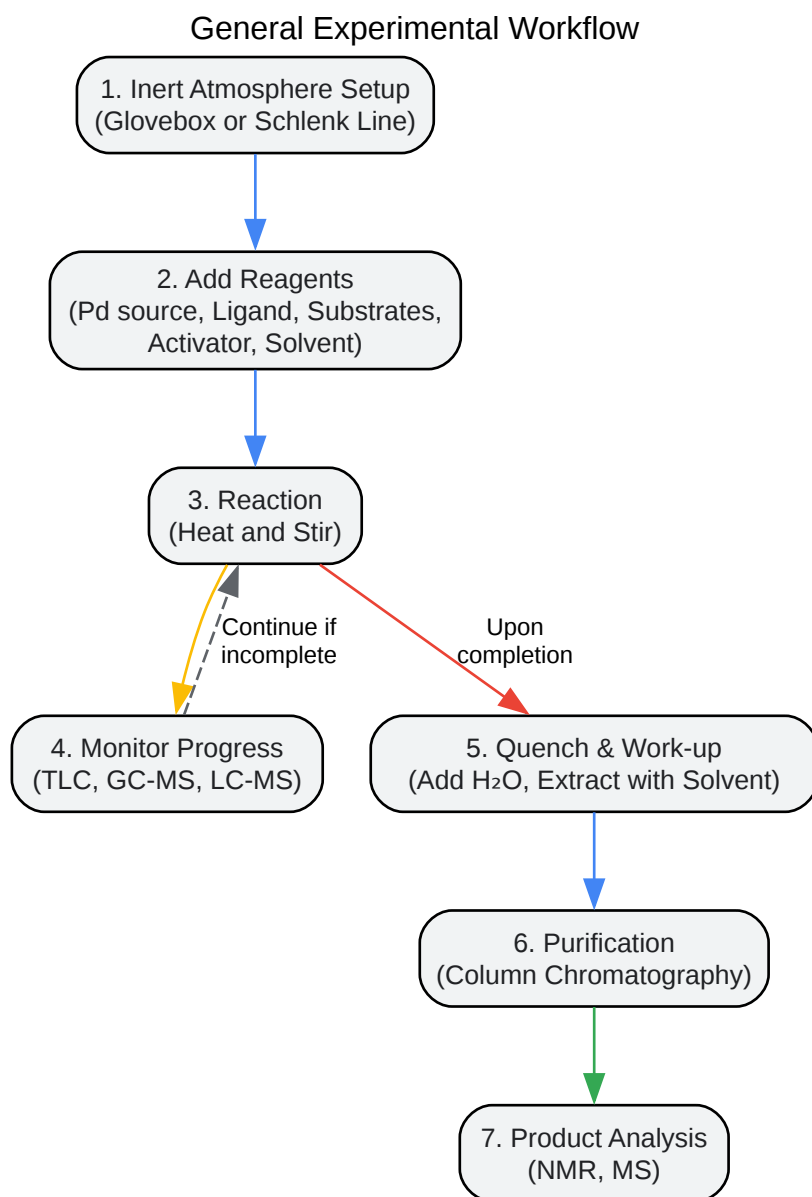 General Experimental Workflow
1. Inert Atmosphere Setup
(Glovebox or Schlenk Line)
2. Add Reagents
(Pd source, Ligand, Substrates,
Activator, Solvent)
3. Reaction
(Heat and Stir)
Continue if
incomplete
Upon
completion
4. Monitor Progress
(TLC, GC-MS, LC-MS)
5. Quench & Work-up
(Add H₂O, Extract with Solvent)
6. Purification
(Column Chromatography)
7. Product Analysis
(NMR, MS)